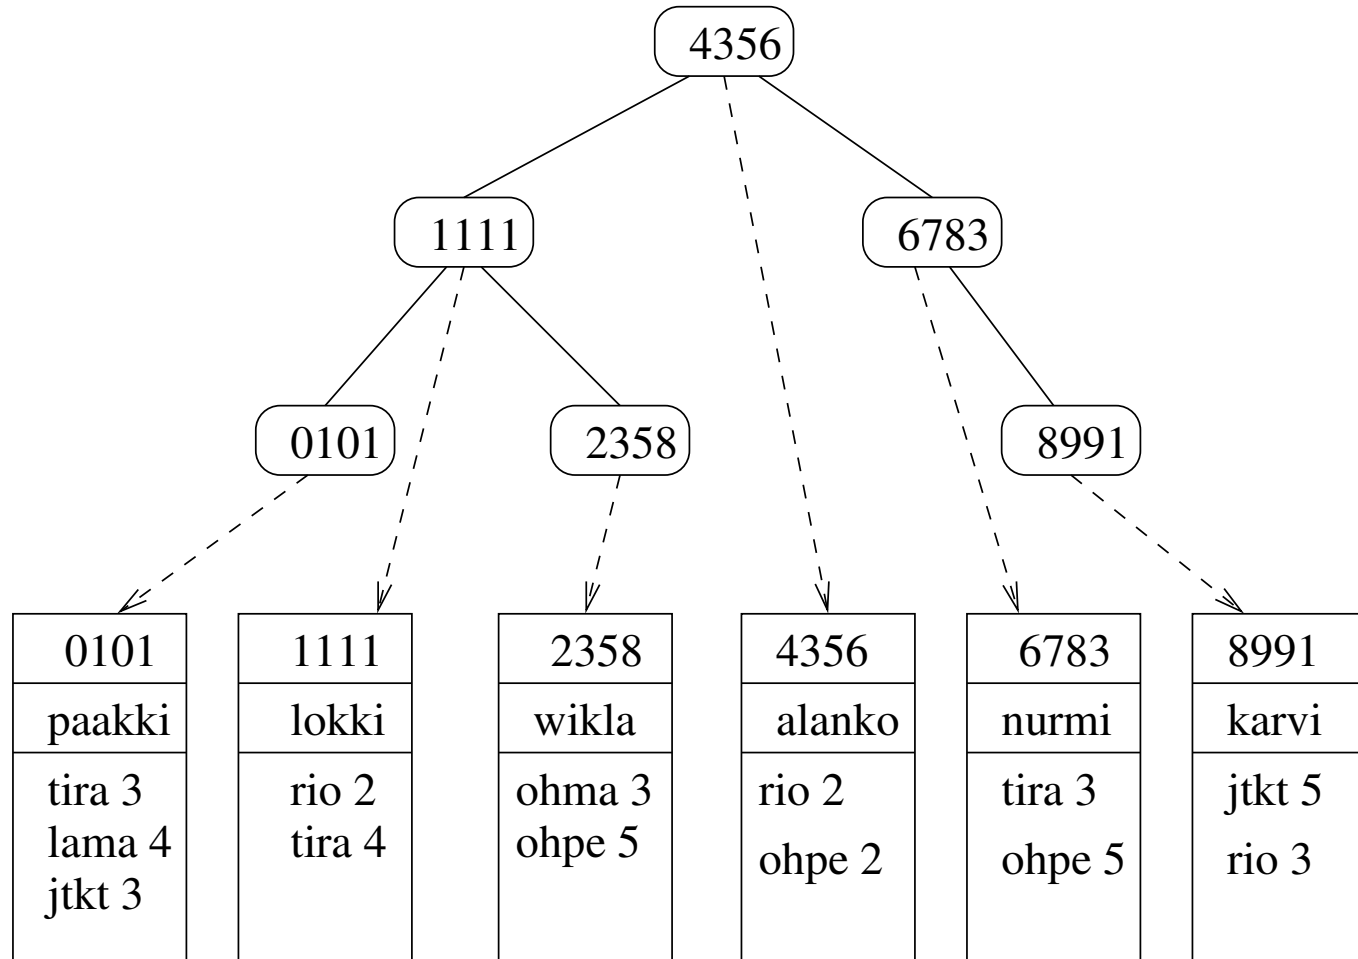 4356
1111
6783
0101
2358
8991
0101
paakki
tira 3
lama 4
jtkt 3
1111
lokki
rio 2
tira 4
2358
wikla
ohma 3
ohpe 5
4356
alanko
rio 2
ohpe 2
6783
nurmi
tira 3
ohpe 5
8991
karvi
jtkt 5
rio 3